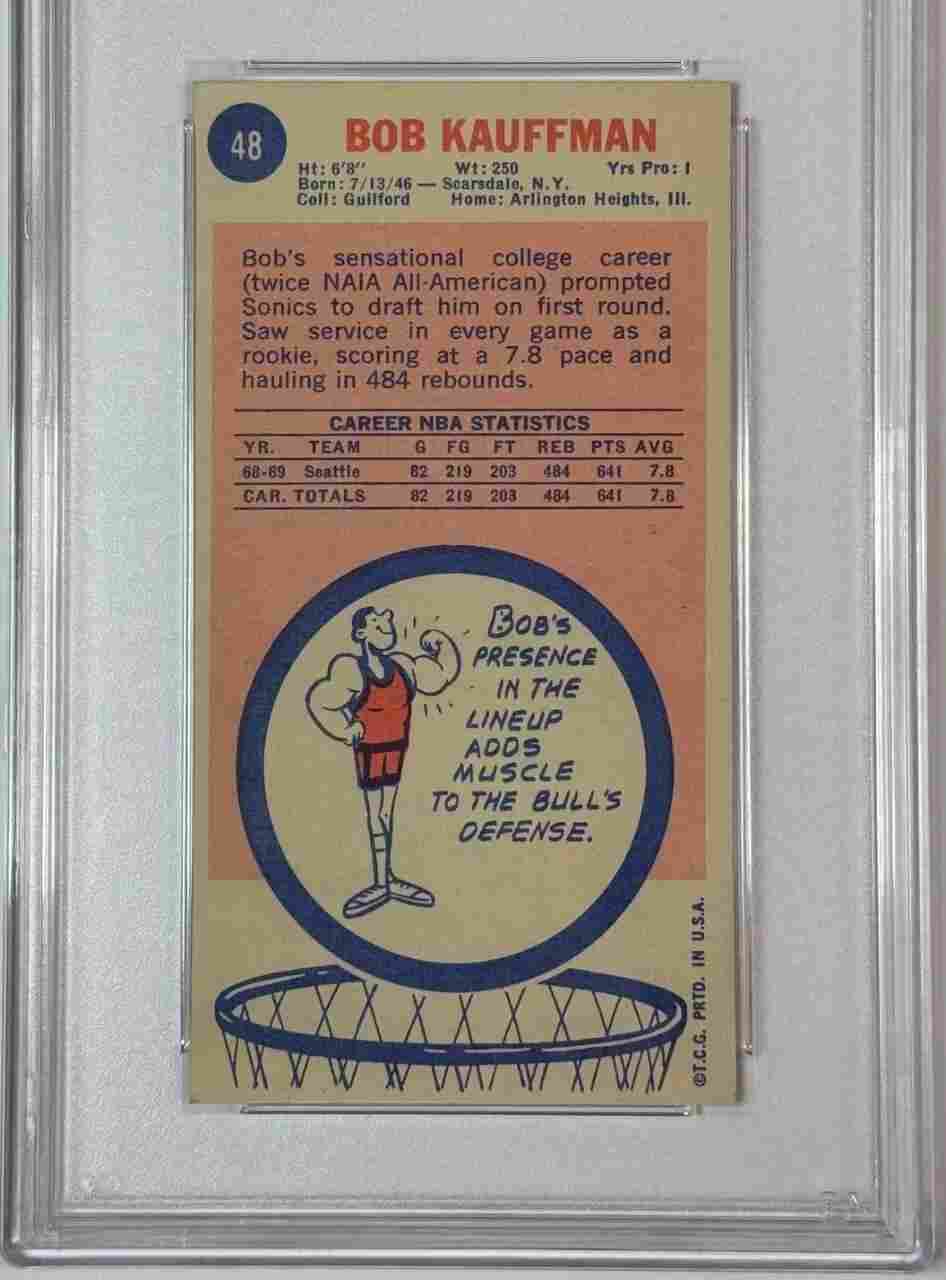 48
BOB KAUFFMAN
Ht: 6'8" Wt: 250 Yrs Pro: 1
Born: 7/13/46 — Scarsdale, N.Y.
Coll: Guilford Home: Arlington Heights, Ill.
Bob's sensational college career
(twice NAIA All-American) prompted
Sonics to draft him on first round.
Saw service in every game as a
rookie, scoring at a 7.8 pace and
hauling in 484 rebounds.
CAREER NBA STATISTICS
YR. TEAM G FG FT REB PTS AVG
68-69 Seattle 82 219 203 484 641 7.8
CAR. TOTALS 82 219 203 484 641 7.8
BOB'S
PRESENCE
IN THE
LINEUP
ADDS
MUSCLE
TO THE BULL'S
DEFENSE.
©T.C.G. PRTD. IN U.S.A.